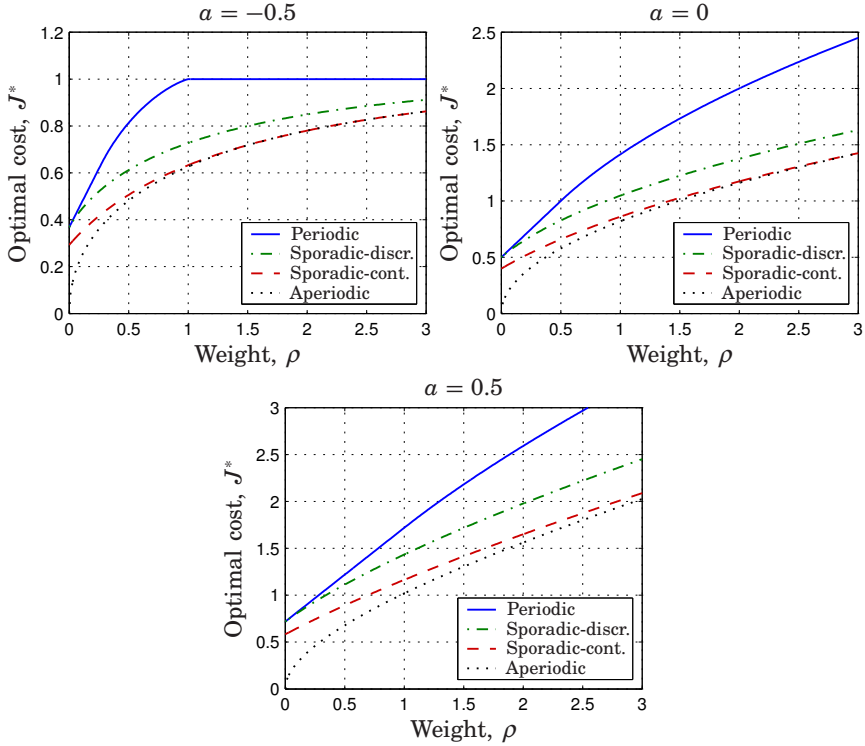 a = −0.5
1.2
1
0.8
0.6
0.4
0.2
0
Optimal cost, J*
Periodic
Sporadic-discr.
Sporadic-cont.
Aperiodic
0 0.5 1 1.5 2 2.5 3
Weight, ρ
a = 0
2.5
2
1.5
1
0.5
0
Optimal cost, J*
Periodic
Sporadic-discr.
Sporadic-cont.
Aperiodic
0 0.5 1 1.5 2 2.5 3
Weight, ρ
a = 0.5
3
2.5
2
1.5
1
0.5
0
Optimal cost, J*
Periodic
Sporadic-discr.
Sporadic-cont.
Aperiodic
0 0.5 1 1.5 2 2.5 3
Weight, ρ